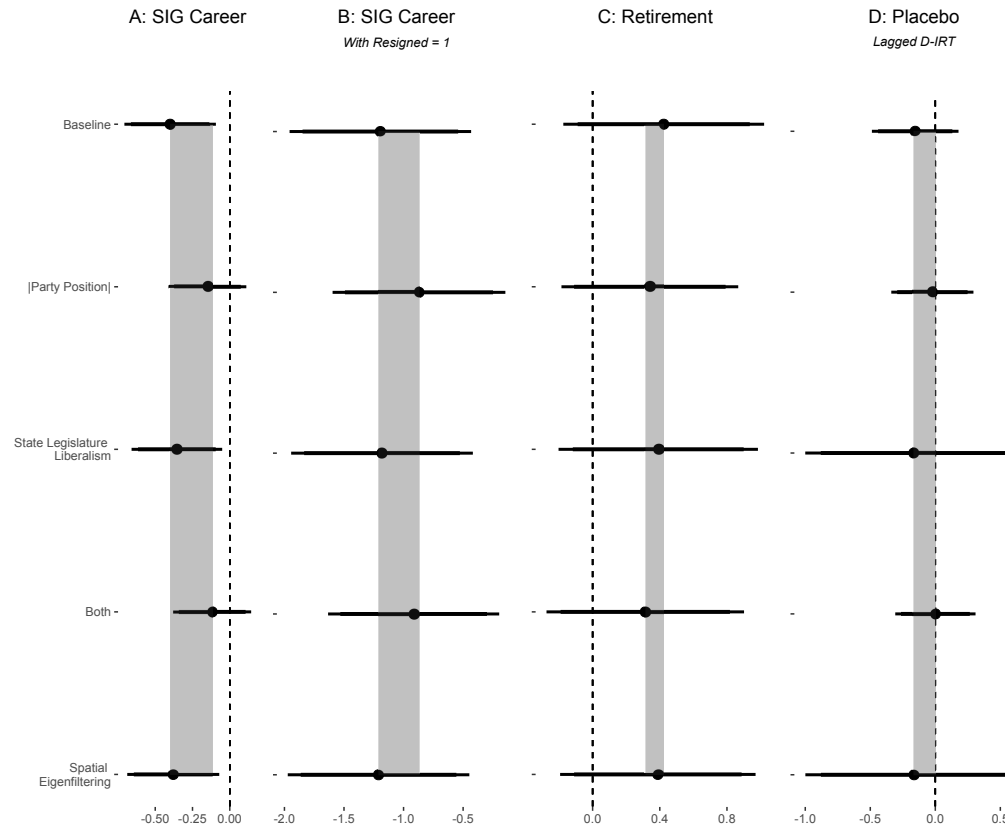 A: SIG Career
B: SIG Career
C: Retirement
D: Placebo
With Resigned = 1
Lagged D-IRT
Baseline
|Party Position|
State Legislature
Liberalism
Both
Spatial
Eigenfiltering
-0.50 -0.25 0.00
-2.0 -1.5 -1.0 -0.5
0.0 0.4 0.8
-1.0 -0.5 0.0 0.5